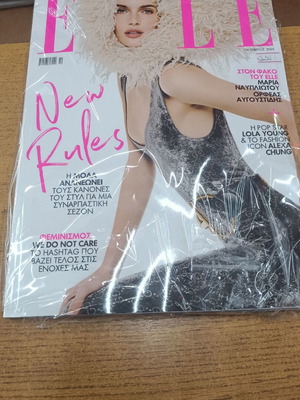 ELLE
ΣΤΟΝ ΦΑΚΟ
ΤΟΥ ELLE
ΜΑΡΙΑ
ΝΑΥΠΛΙΩΤΟΥ
ΟΡΦΕΑΣ
ΑΥΓΟΥΣΤΙΔΗΣ
New
Rules
Η POP STAR
LOLA YOUNG
& ΤΟ FASHION
ICON ALEXA
CHUNG
Η ΜΟΔΑ
ΑΝΑΝΕΩΝΕΙ
ΤΟΥΣ ΚΑΝΟΝΕΣ
ΤΟΥ ΣΤΥΛ ΓΙΑ ΜΙΑ
ΣΥΝΑΡΠΑΣΤΙΚΗ
ΣΕΖΟΝ
ΦΕΜΙΝΙΣΜΟΣ
WE DO NOT CARE
ΤΟ HASHTAG ΠΟΥ
ΒΑΖΕΙ ΤΕΛΟΣ ΣΤΙΣ
ΕΝΟΧΕΣ ΜΑΣ